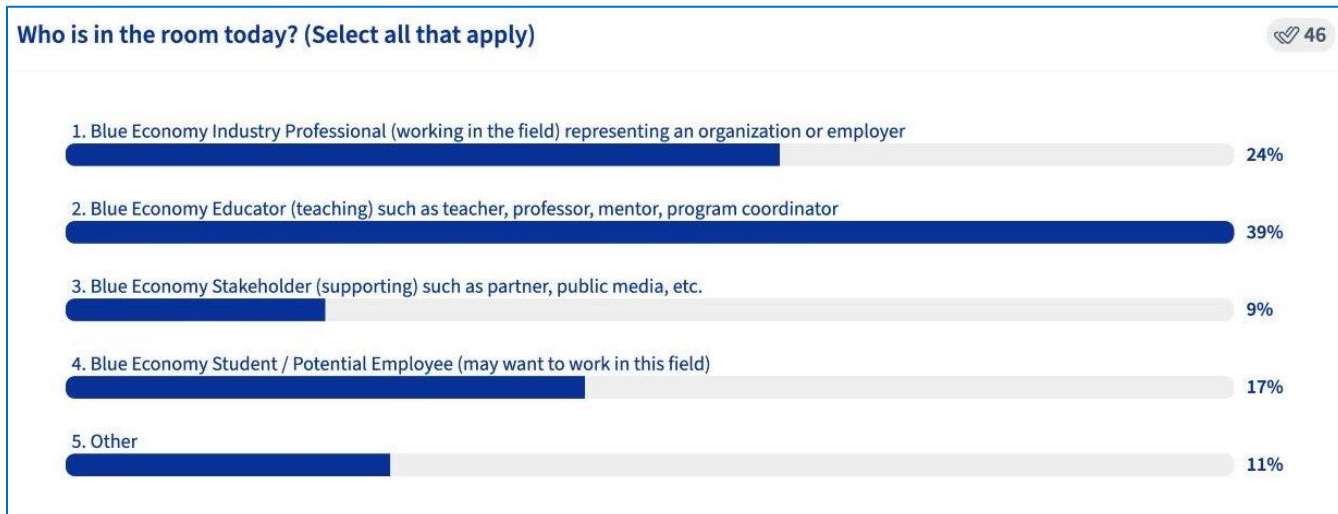 Who is in the room today? (Select all that apply)
46
1. Blue Economy Industry Professional (working in the field) representing an organization or employer
24%
2. Blue Economy Educator (teaching) such as teacher, professor, mentor, program coordinator
39%
3. Blue Economy Stakeholder (supporting) such as partner, public media, etc.
9%
4. Blue Economy Student / Potential Employee (may want to work in this field)
17%
5. Other
11%